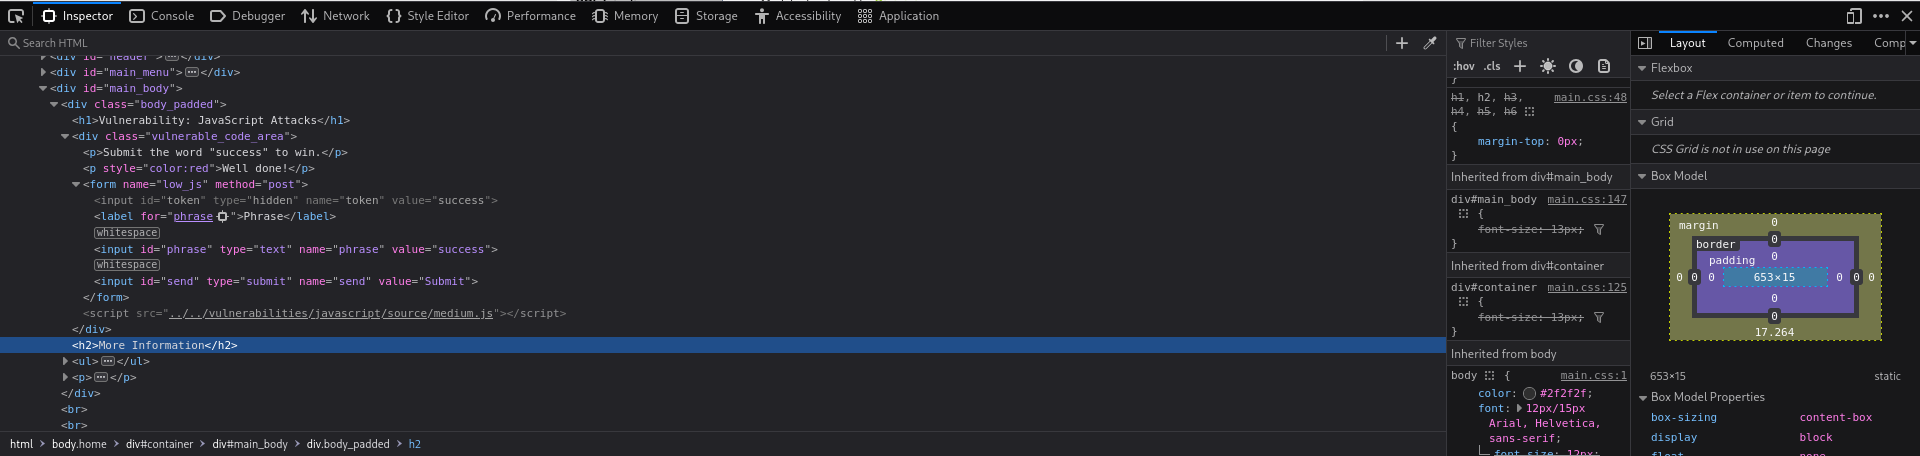 Inspector Console Debugger Network Style Editor Performance Memory Storage Accessibility Application
Search HTML
<div id="header"> </div>
<div id="main_menu"> </div>
<div id="main_body">
<div class="body_padded">
<h1>Vulnerability: JavaScript Attacks</h1>
<div class="vulnerable_code_area">
<p>Submit the word "success" to win.</p>
<p style="color:red">Well done!</p>
<form name="low_js" method="post">
<input id="token" type="hidden" name="token" value="success">
<label for="phrase">Phrase</label>
whitespace
<input id="phrase" type="text" name="phrase" value="success">
whitespace
<input id="send" type="submit" name="send" value="Submit">
</form>
<script src="../../vulnerabilities/javascript/source/medium.js"></script>
</div>
<h2>More Information</h2>
<ul> </ul>
<p> </p>
</div>
<br>
<br>
html > body.home > div#container > div#main_body > div.body_padded > h2
Filter Styles
:hov .cls +
}
h1, h2, h3, main.css:48
h4, h5, h6
{
margin-top: 0px;
}
Inherited from div#main_body
div#main_body main.css:147
{
font-size: 13px;
}
Inherited from div#container
div#container main.css:125
{
font-size: 13px;
}
Inherited from body
body { main.css:1
color: #2f2f2f;
font: 12px/15px
Arial, Helvetica,
sans-serif;
font-size: 12px;
Layout Computed Changes Comp
Flexbox
Select a Flex container or item to continue.
Grid
CSS Grid is not in use on this page
Box Model
margin 0
border 0
padding 0
0 0 0 653×15 0 0 0
0
0
17.264
653×15 static
Box Model Properties
box-sizing content-box
display block
float none